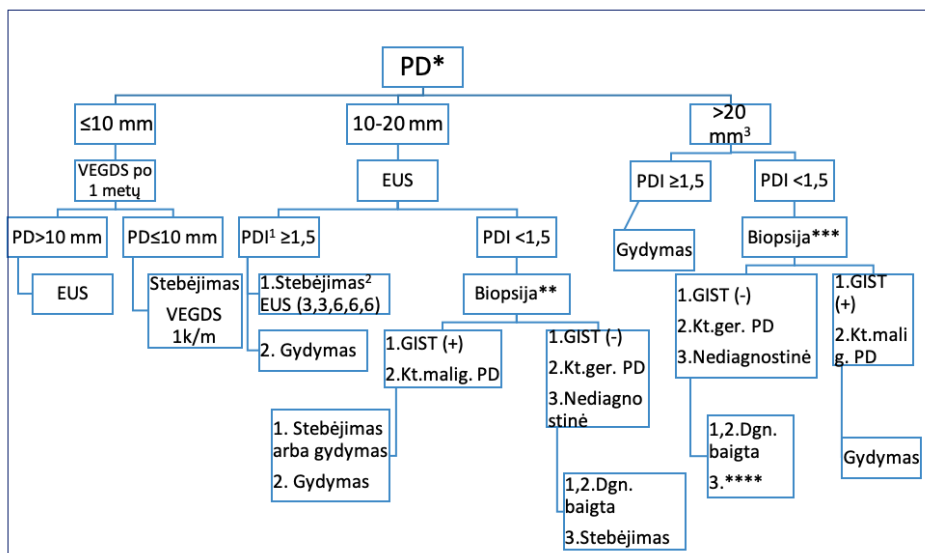 PD*
≤10 mm
10-20 mm
>20
mm³
VEGDS po
1 metų
EUS
PDI ≥1,5
PDI <1,5
PD>10 mm
PD≤10 mm
PDI¹ ≥1,5
PDI <1,5
Gydymas
Biopsija***
EUS
Stebėjimas
VEGDS
1k/m
1.Stebėjimas²
EUS (3,3,6,6,6)
2. Gydymas
Biopsija**
1.GIST (-)
2.Kt.ger. PD
3.Nediagnostinė
1.GIST
(+)
2.Kt.mali
g. PD
1.GIST (+)
2.Kt.malig. PD
1.GIST (-)
2.Kt.ger. PD
3.Nediagno
stinė
1. Stebėjimas
arba gydymas
2. Gydymas
1,2.Dgn.
baigta
3.Stebėjimas
1,2.Dgn.
baigta
3.****
Gydymas